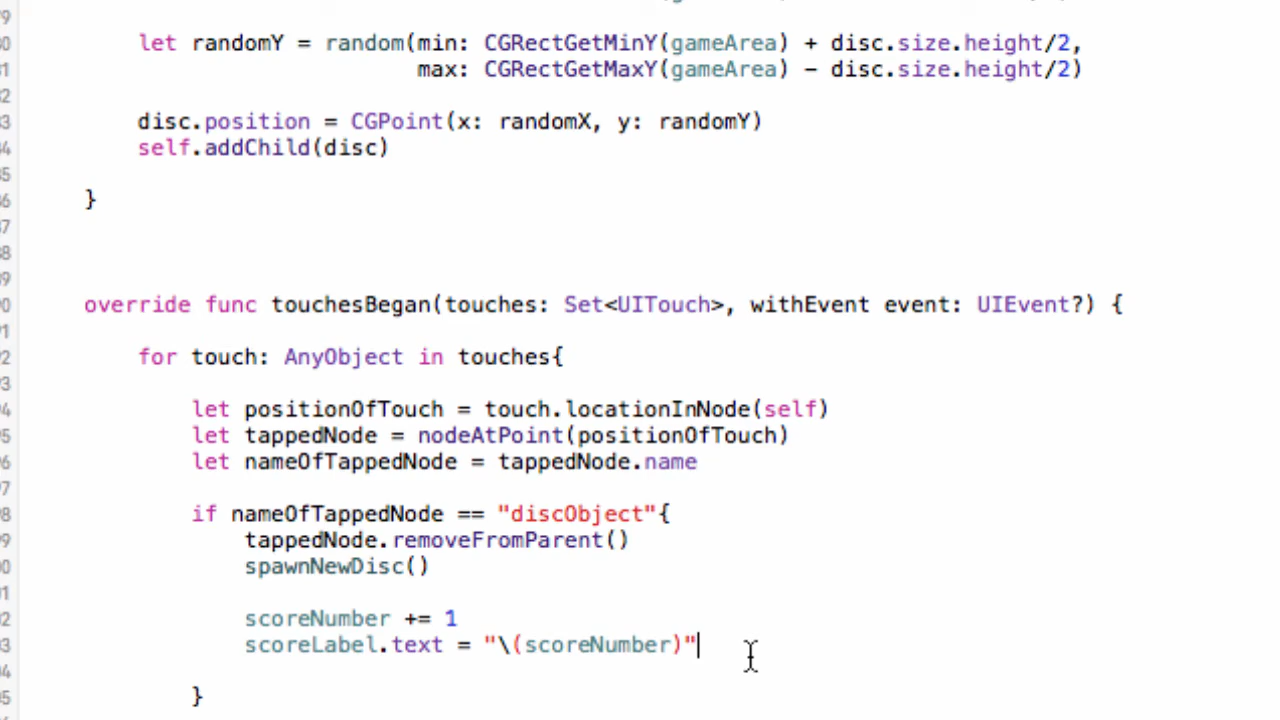 let randomY = random(min: CGRectGetMinY(gameArea) + disc.size.height/2,
max: CGRectGetMaxY(gameArea) - disc.size.height/2)
disc.position = CGPoint(x: randomX, y: randomY)
self.addChild(disc)
}
override func touchesBegan(touches: Set<UITouch>, withEvent event: UIEvent?) {
for touch: AnyObject in touches{
let positionOfTouch = touch.locationInNode(self)
let tappedNode = nodeAtPoint(positionOfTouch)
let nameOfTappedNode = tappedNode.name
if nameOfTappedNode == "discObject"{
tappedNode.removeFromParent()
spawnNewDisc()
scoreNumber += 1
scoreLabel.text = "\(scoreNumber)"
}